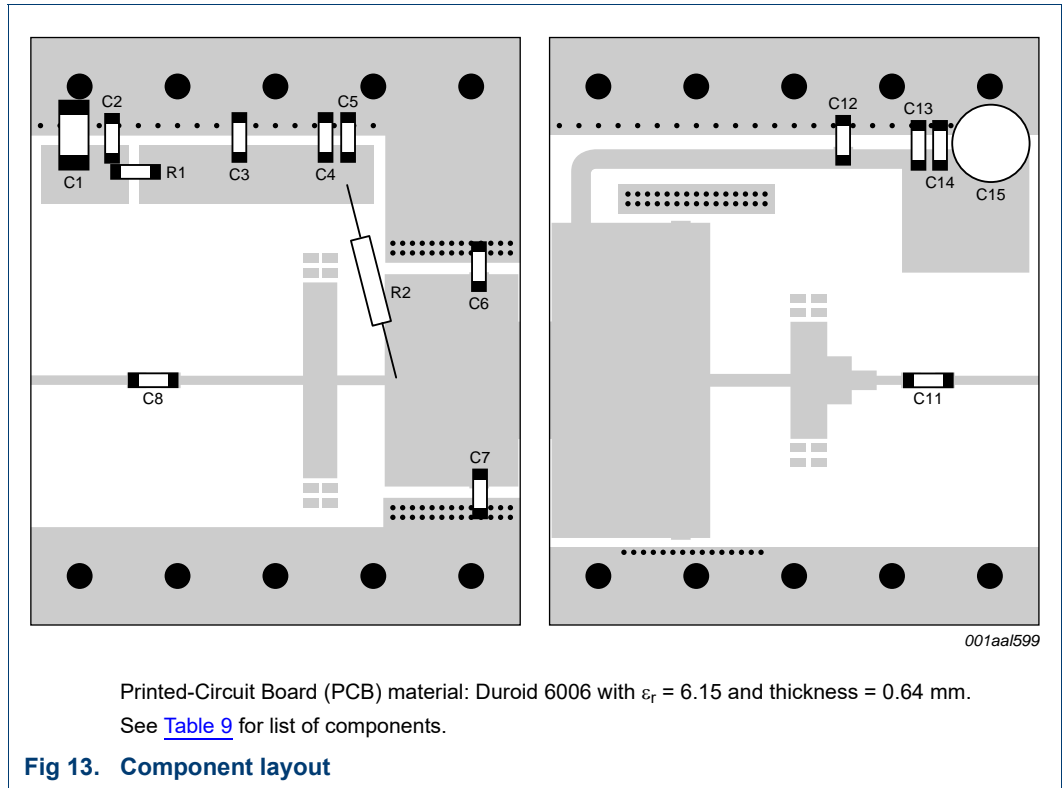 C2
C5
C1
R1
C3
C4
R2
C6
C8
C7
C12
C13
C14
C15
C11
001aal599
Printed-Circuit Board (PCB) material: Duroid 6006 with εr = 6.15 and thickness = 0.64 mm.
See Table 9 for list of components.
Fig 13. Component layout